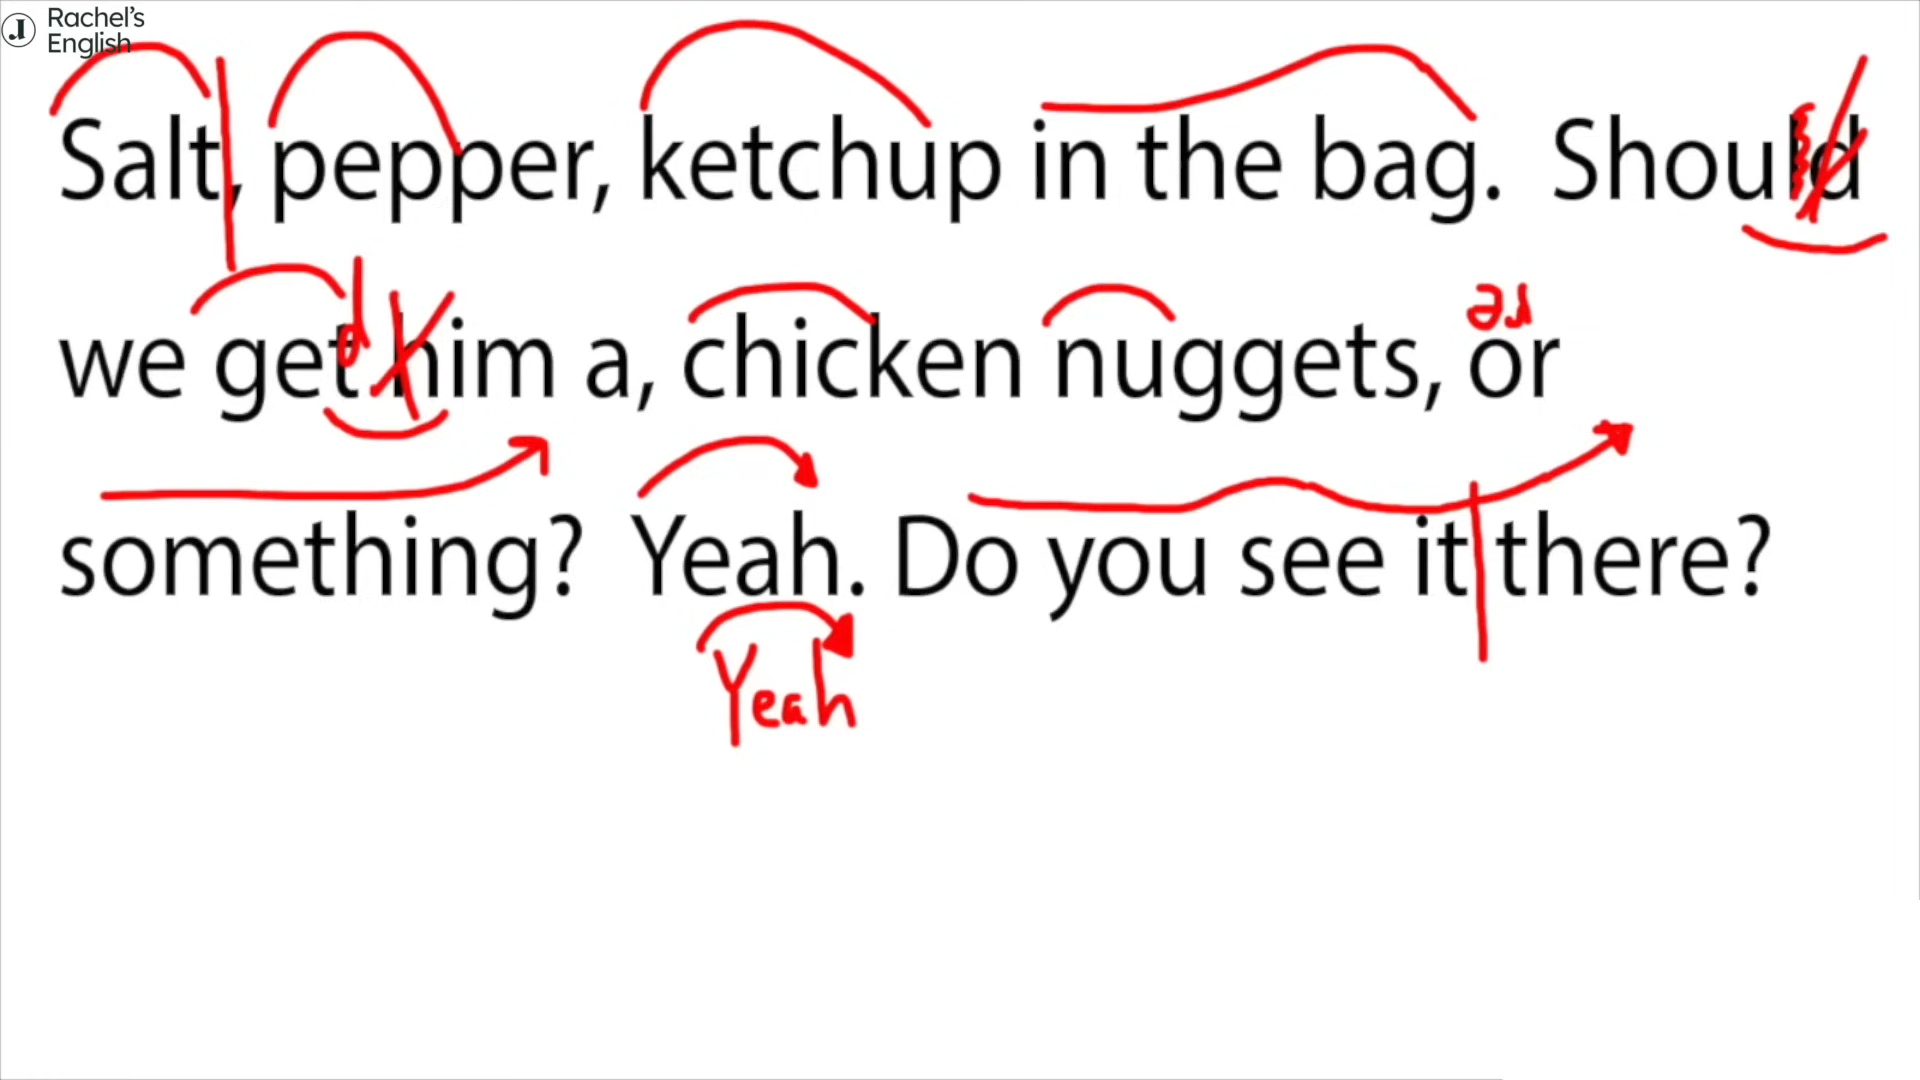 Rachel's
English
Salt, pepper, ketchup in the bag. Should
we get him a, chicken nuggets, or
something? Yeah. Do you see it there?
Yeah